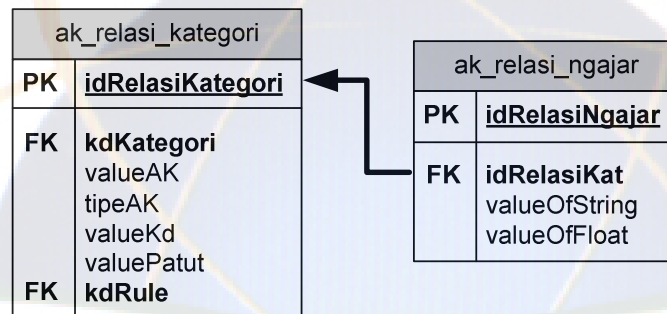 ak_relasi_kategori
PK idRelasiKategori
FK kdKategori
valueAK
tipeAK
valueKd
valuePatut
FK kdRule
ak_relasi_ngajar
PK idRelasiNgajar
FK idRelasiKat
valueOfString
valueOfFloat